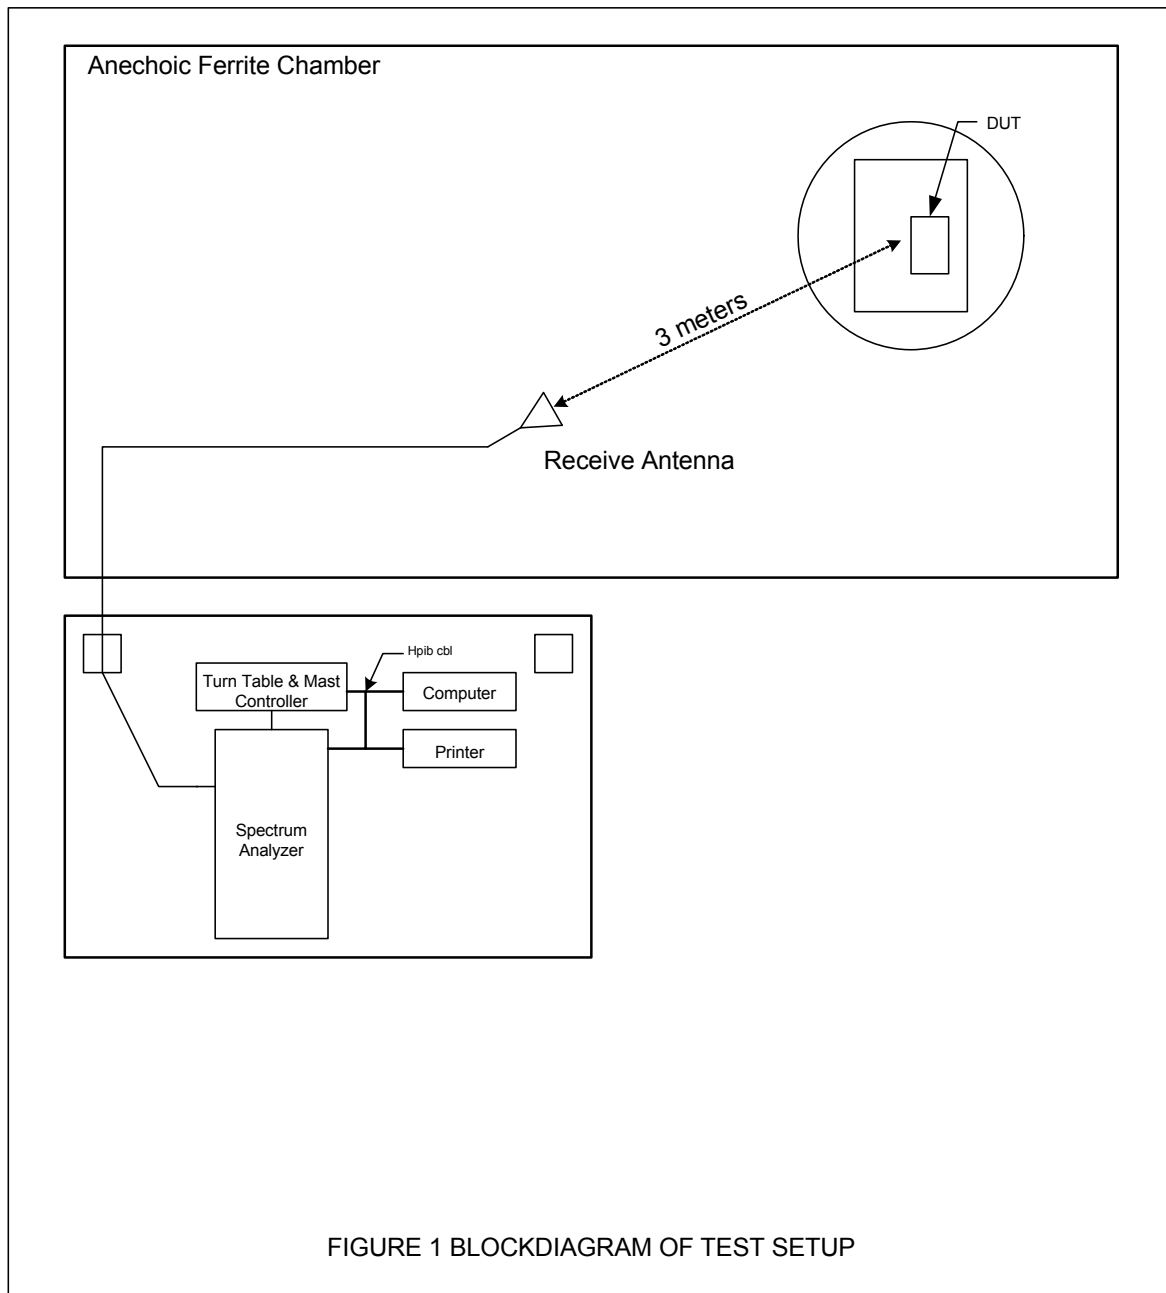 Anechoic Ferrite Chamber
DUT
3 meters
Receive Antenna
Hpib cbl
Turn Table & Mast
Controller
Computer
Printer
Spectrum
Analyzer
FIGURE 1 BLOCKDIAGRAM OF TEST SETUP